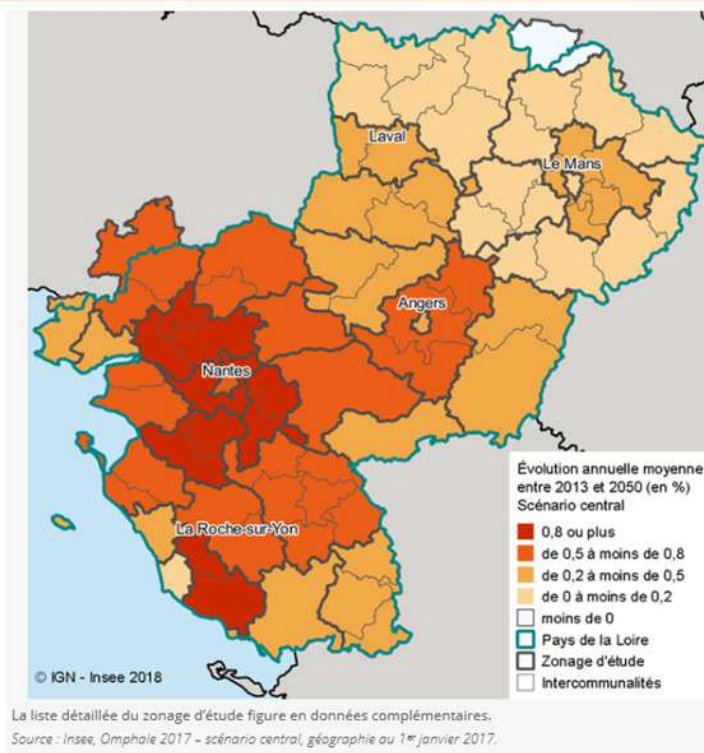 Laval
Le Mans
Angers
Nantes
La Roche-sur-Yon
Évolution annuelle moyenne
entre 2013 et 2050 (en %)
Scénario central
0,8 ou plus
de 0,5 à moins de 0,8
de 0,2 à moins de 0,5
de 0 à moins de 0,2
moins de 0
Pays de la Loire
Zonage d'étude
Intercommunalités
© IGN - Insee 2018
La liste détaillée du zonage d'étude figure en données complémentaires.
Source : Insee, Omphale 2017 – scénario central, géographie au 1er janvier 2017.